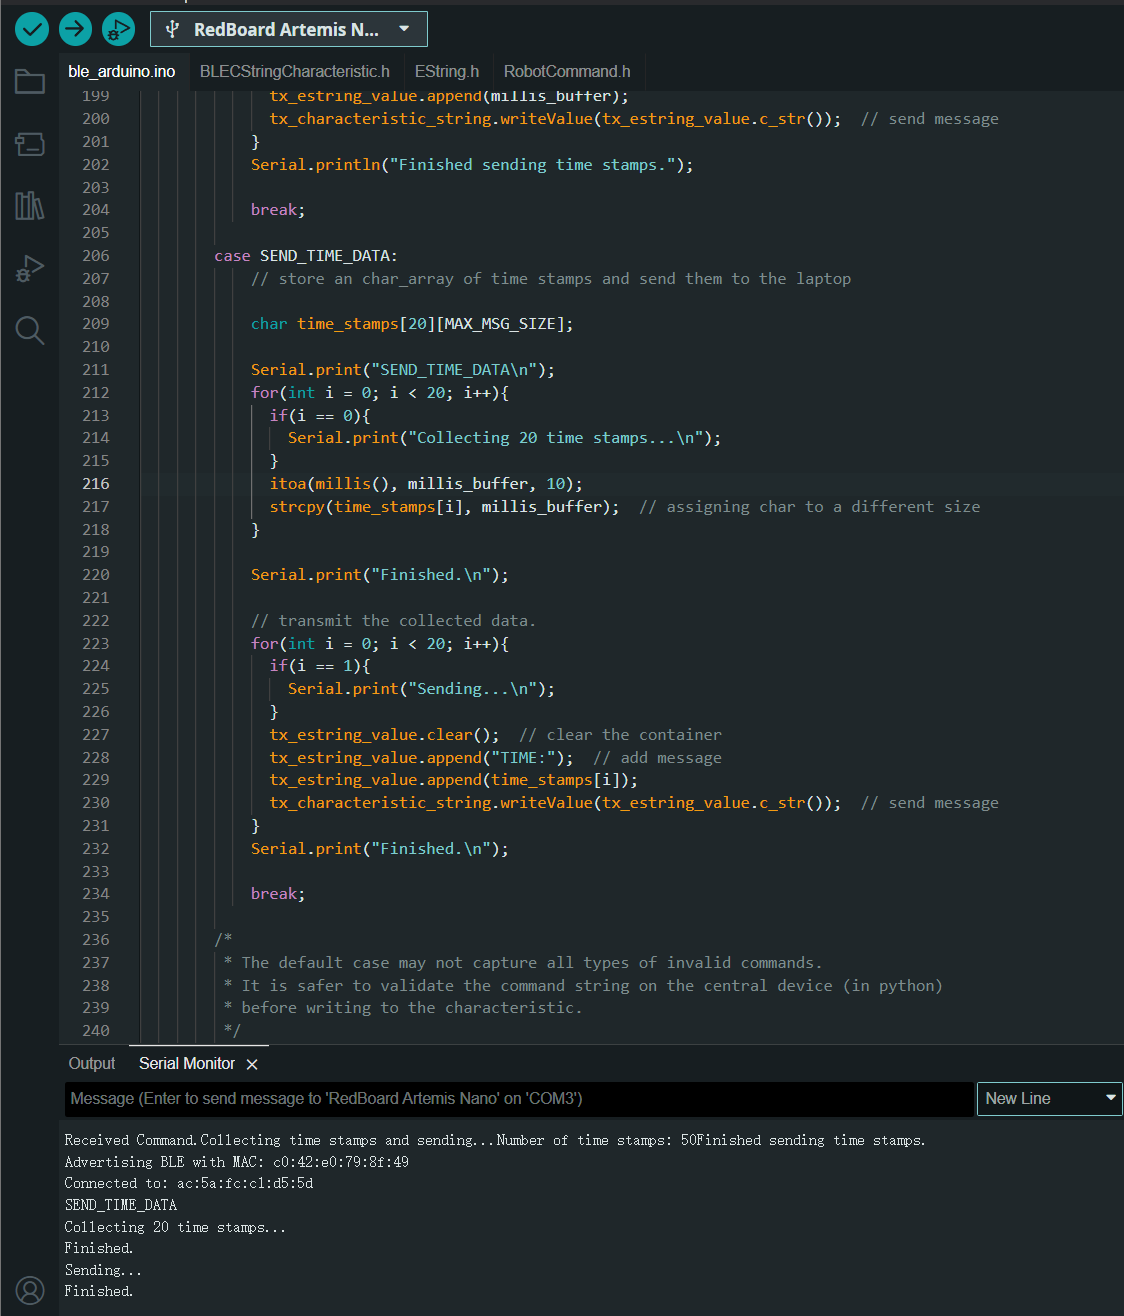 RedBoard Artemis N...
ble_arduino.ino BLECStringCharacteristic.h EString.h RobotCommand.h
199 tx_estring_value.append(millis_buffer);
200 tx_characteristic_string.writeValue(tx_estring_value.c_str());  // send message
201 }
202 Serial.println("Finished sending time stamps.");
203
204 break;
205
206 case SEND_TIME_DATA:
207 // store an char_array of time stamps and send them to the laptop
208
209 char time_stamps[20][MAX_MSG_SIZE];
210
211 Serial.print("SEND_TIME_DATA\n");
212 for(int i = 0; i < 20; i++){
213 if(i == 0){
214 Serial.print("Collecting 20 time stamps...\n");
215 }
216 itoa(millis(), millis_buffer, 10);
217 strcpy(time_stamps[i], millis_buffer);  // assigning char to a different size
218 }
219
220 Serial.print("Finished.\n");
221
222 // transmit the collected data.
223 for(int i = 0; i < 20; i++){
224 if(i == 1){
225 Serial.print("Sending...\n");
226 }
227 tx_estring_value.clear();  // clear the container
228 tx_estring_value.append("TIME:");  // add message
229 tx_estring_value.append(time_stamps[i]);
230 tx_characteristic_string.writeValue(tx_estring_value.c_str());  // send message
231 }
232 Serial.print("Finished.\n");
233
234 break;
235
236 /*
237 * The default case may not capture all types of invalid commands.
238 * It is safer to validate the command string on the central device (in python)
239 * before writing to the characteristic.
240 */
Output Serial Monitor
Message (Enter to send message to 'RedBoard Artemis Nano' on 'COM3') New Line
Received Command.Collecting time stamps and sending...Number of time stamps: 50Finished sending time stamps.
Advertising BLE with MAC: c0:42:e0:79:8f:49
Connected to: ac:5a:fc:c1:d5:5d
SEND_TIME_DATA
Collecting 20 time stamps...
Finished.
Sending...
Finished.